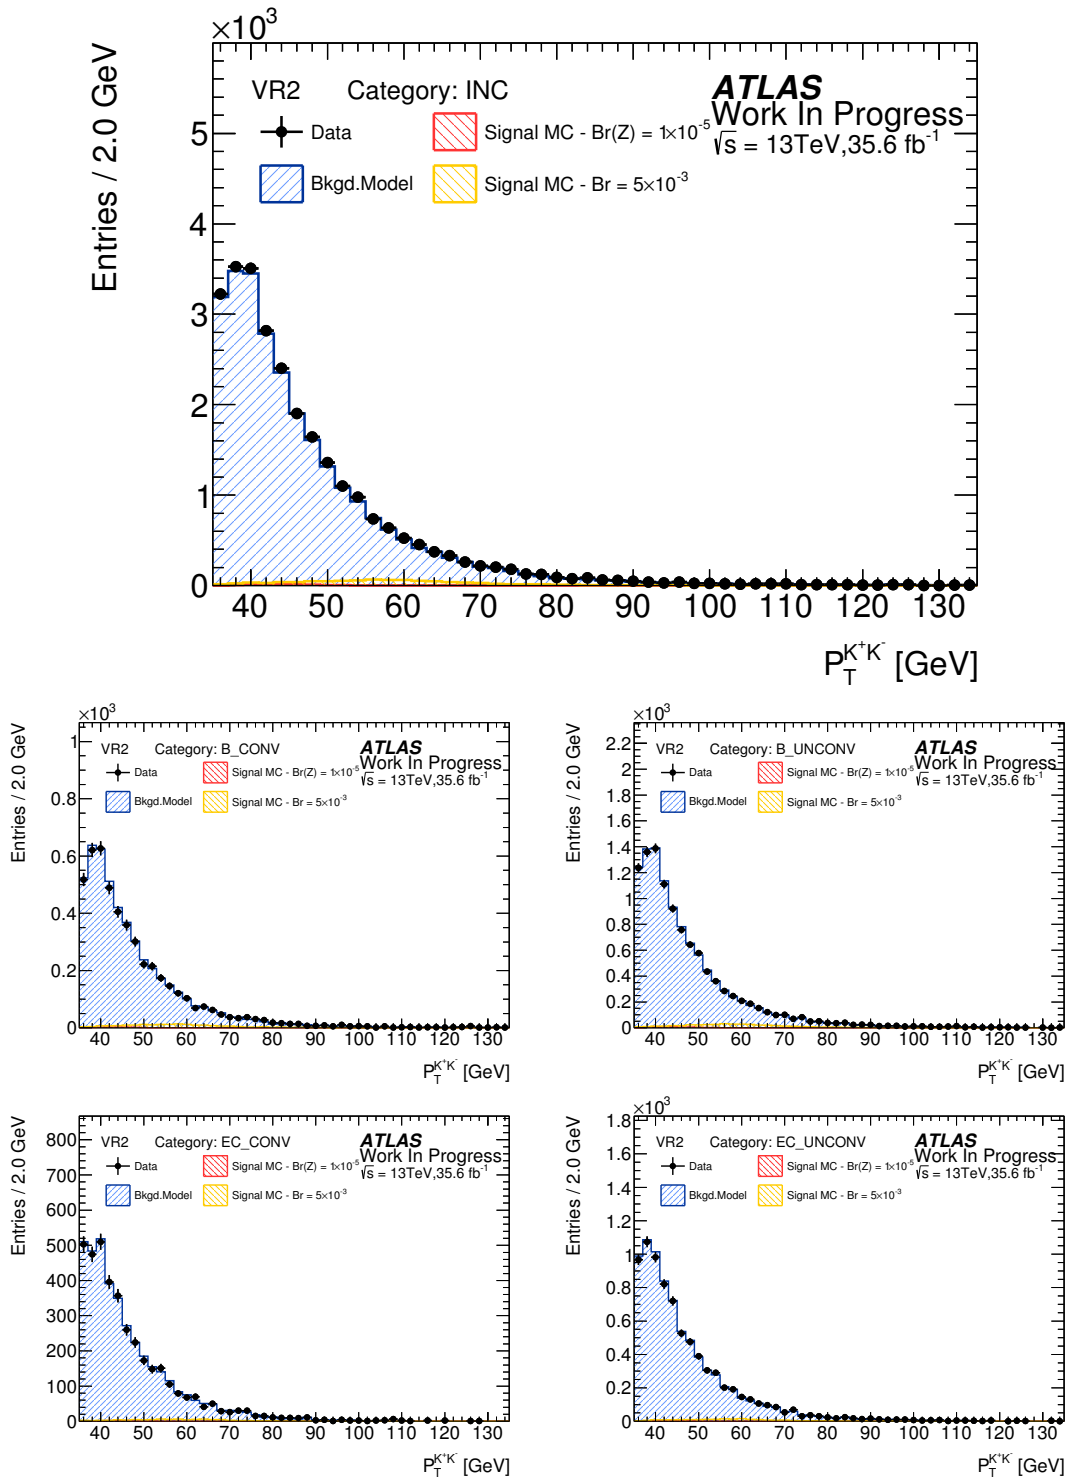 ×10³
Entries / 2.0 GeV
VR2 Category: INC
ATLAS
Work In Progress
√s = 13TeV,35.6 fb⁻¹
Data
Signal MC - Br(Z) = 1×10⁻⁵
Bkgd.Model
Signal MC - Br = 5×10⁻³
5
4
3
2
1
0
40 50 60 70 80 90 100 110 120 130
P_T^{K⁺K⁻} [GeV]
×10³
Entries / 2.0 GeV
VR2 Category: B_CONV
ATLAS
Work In Progress
√s = 13TeV,35.6 fb⁻¹
Data
Signal MC - Br(Z) = 1×10⁻⁵
Bkgd.Model
Signal MC - Br = 5×10⁻³
1
0.8
0.6
0.4
0.2
0
40 50 60 70 80 90 100 110 120 130
P_T^{K⁺K⁻} [GeV]
×10³
Entries / 2.0 GeV
VR2 Category: B_UNCONV
ATLAS
Work In Progress
√s = 13TeV,35.6 fb⁻¹
Data
Signal MC - Br(Z) = 1×10⁻⁵
Bkgd.Model
Signal MC - Br = 5×10⁻³
2.2
2
1.8
1.6
1.4
1.2
1
0.8
0.6
0.4
0.2
0
40 50 60 70 80 90 100 110 120 130
P_T^{K⁺K⁻} [GeV]
Entries / 2.0 GeV
VR2 Category: EC_CONV
ATLAS
Work In Progress
√s = 13TeV,35.6 fb⁻¹
Data
Signal MC - Br(Z) = 1×10⁻⁵
Bkgd.Model
Signal MC - Br = 5×10⁻³
800
700
600
500
400
300
200
100
0
40 50 60 70 80 90 100 110 120 130
P_T^{K⁺K⁻} [GeV]
×10³
Entries / 2.0 GeV
VR2 Category: EC_UNCONV
ATLAS
Work In Progress
√s = 13TeV,35.6 fb⁻¹
Data
Signal MC - Br(Z) = 1×10⁻⁵
Bkgd.Model
Signal MC - Br = 5×10⁻³
1.8
1.6
1.4
1.2
1
0.8
0.6
0.4
0.2
0
40 50 60 70 80 90 100 110 120 130
P_T^{K⁺K⁻} [GeV]